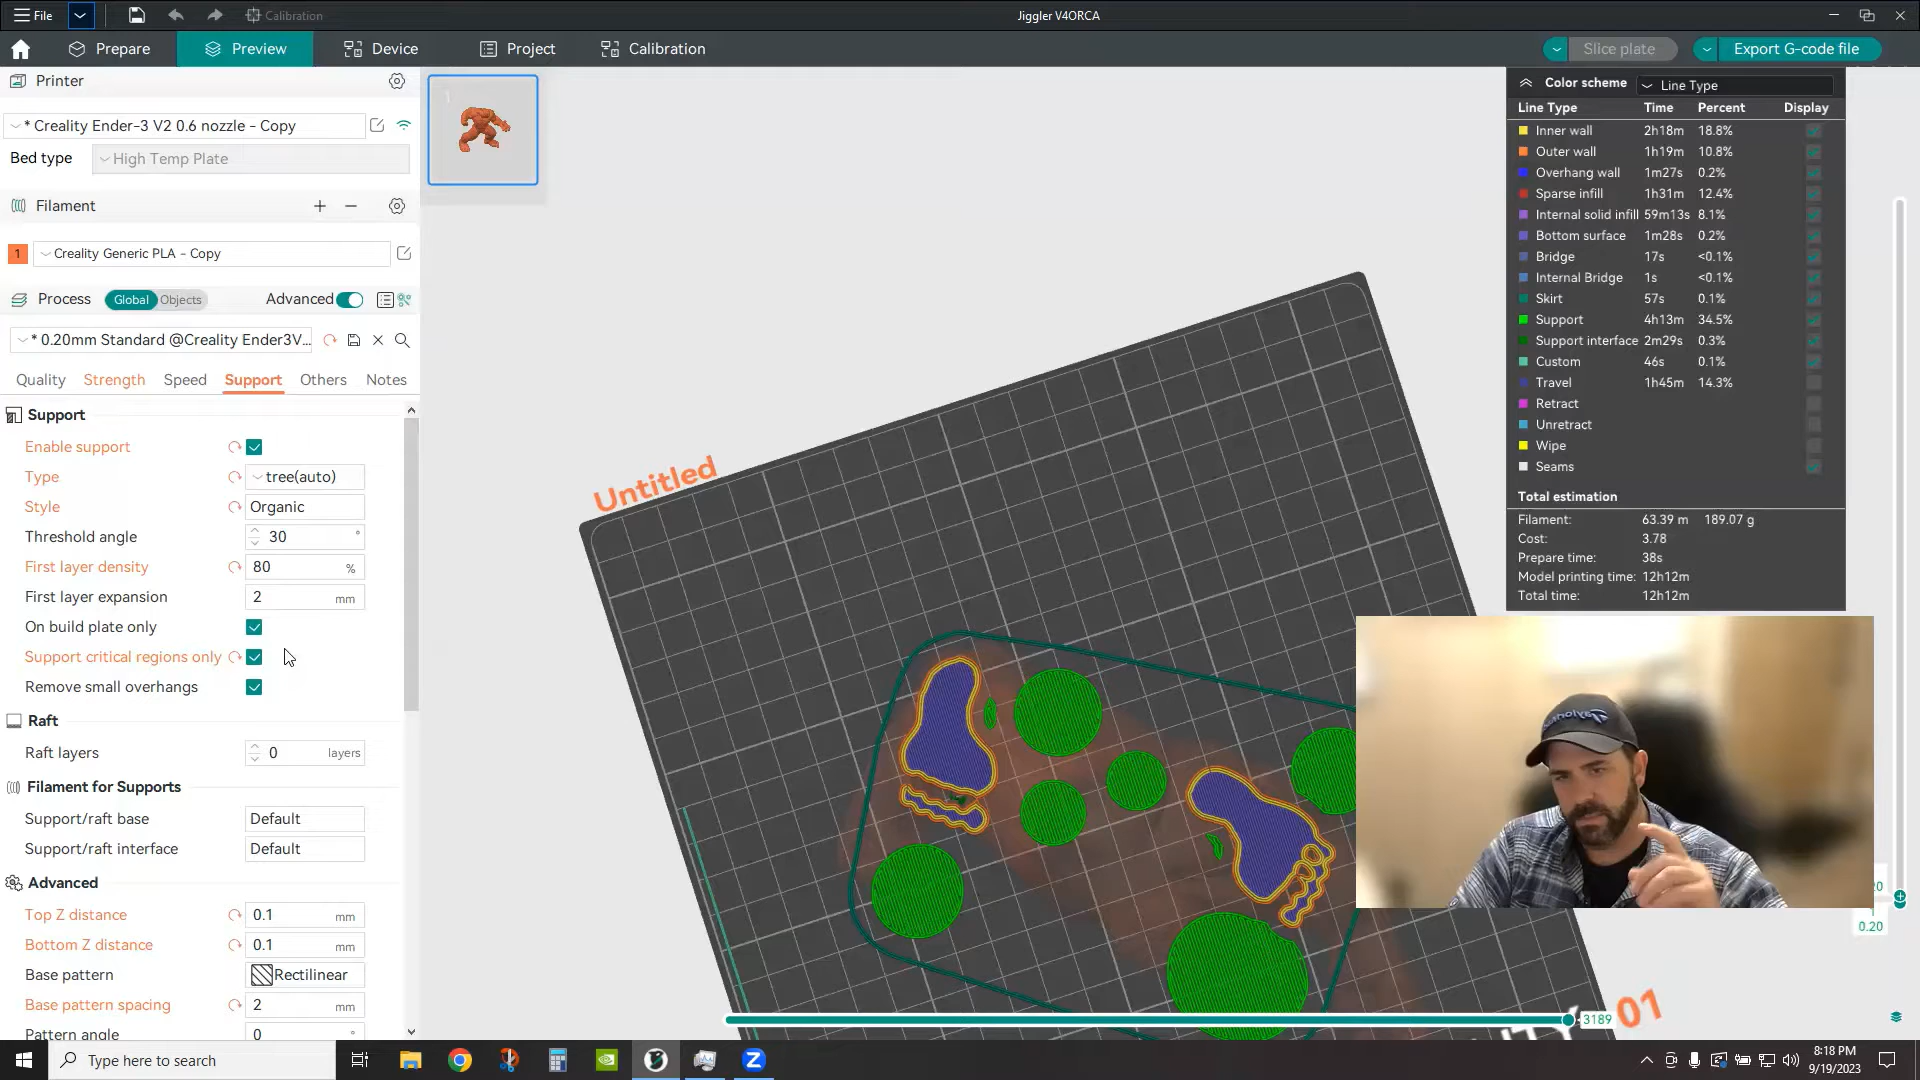 File
Calibration
Jiggler V4ORCA
Prepare
Preview
Device
Project
Calibration
Slice plate
Export G-code file
Printer
* Creality Ender-3 V2 0.6 nozzle - Copy
Bed type
High Temp Plate
Filament
1
Creality Generic PLA - Copy
Process
Global
Objects
Advanced
* 0.20mm Standard @Creality Ender3V...
Quality
Strength
Speed
Support
Others
Notes
Support
Enable support
Type
tree(auto)
Style
Organic
Threshold angle
30 °
First layer density
80 %
First layer expansion
2 mm
On build plate only
Support critical regions only
Remove small overhangs
Raft
Raft layers
0 layers
Filament for Supports
Support/raft base
Default
Support/raft interface
Default
Advanced
Top Z distance
0.1 mm
Bottom Z distance
0.1 mm
Base pattern
Rectilinear
Base pattern spacing
2 mm
Pattern angle
0 °
Untitled
01
3189
Color scheme
Line Type
Line Type Time Percent Display
Inner wall 2h18m 18.8%
Outer wall 1h19m 10.8%
Overhang wall 1m27s 0.2%
Sparse infill 1h31m 12.4%
Internal solid infill 59m13s 8.1%
Bottom surface 1m28s 0.2%
Bridge 17s <0.1%
Internal Bridge 1s <0.1%
Skirt 57s 0.1%
Support 4h13m 34.5%
Support interface 2m29s 0.3%
Custom 46s 0.1%
Travel 1h45m 14.3%
Retract
Unretract
Wipe
Seams
Total estimation
Filament: 63.39 m 189.07 g
Cost: 3.78
Prepare time: 38s
Model printing time: 12h12m
Total time: 12h12m
0.20
Type here to search
8:18 PM
9/19/2023